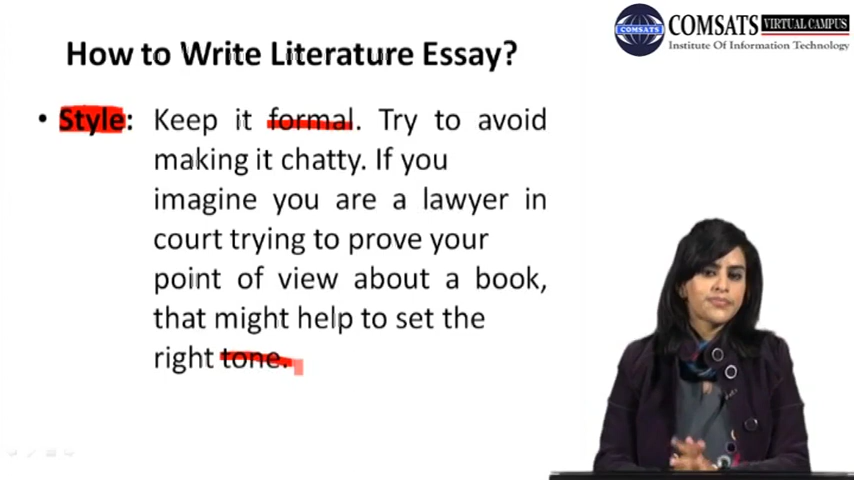 COMSATS VIRTUAL CAMPUS
Institute Of Information Technology
COMSATS
How to Write Literature Essay?
• Style: Keep it formal. Try to avoid
making it chatty. If you
imagine you are a lawyer in
court trying to prove your
point of view about a book,
that might help to set the
right tone.